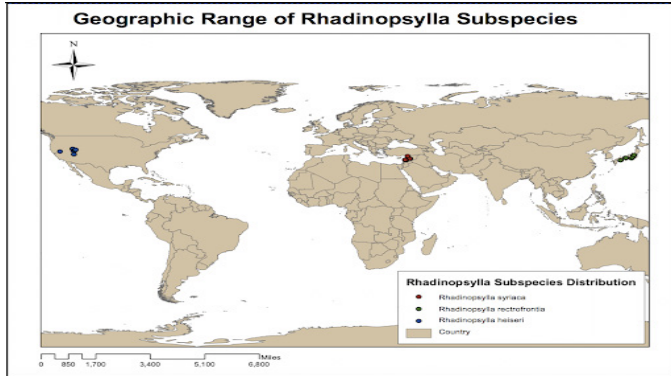 Geographic Range of Rhadinopsylla Subspecies
N
Rhadinopsylla Subspecies Distribution
Rhadinopsylla syriaca
Rhadinopsylla rectrofrontia
Rhadinopsylla heiseri
Country
Miles
0 850 1,700 3,400 5,100 6,800